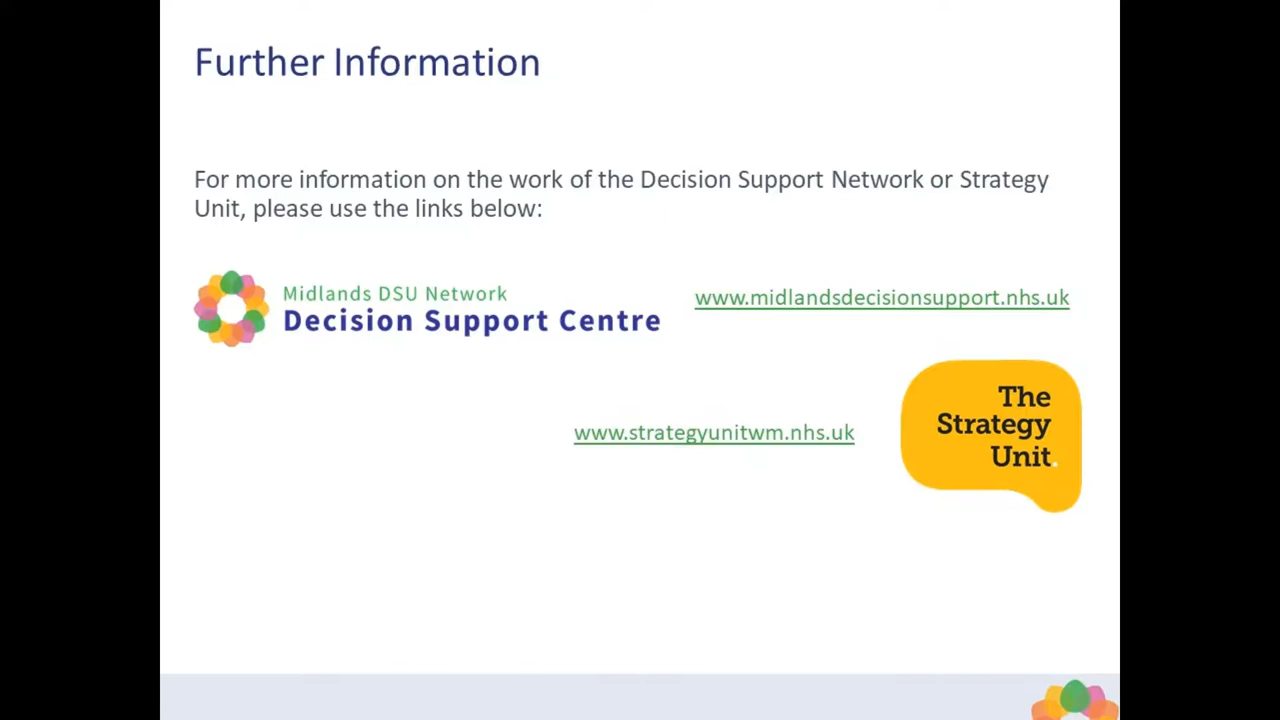 Further Information
For more information on the work of the Decision Support Network or Strategy
Unit, please use the links below:
Midlands DSU Network
Decision Support Centre
www.midlandsdecisionsupport.nhs.uk
www.strategyunitwm.nhs.uk
The
Strategy
Unit.